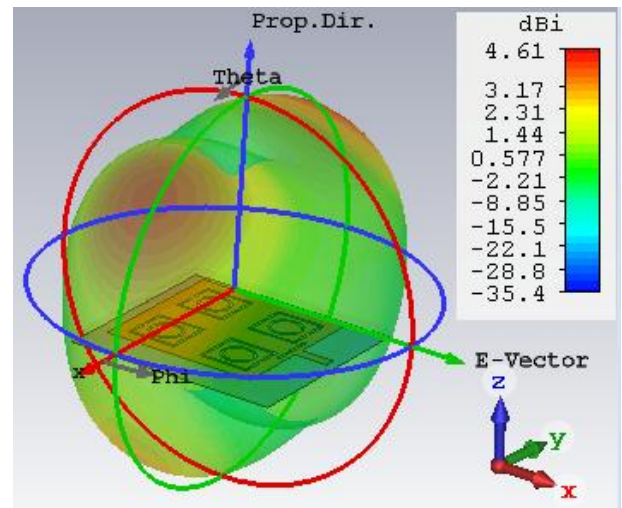 Prop.Dir.
Theta
dBi
4.61
3.17
2.31
1.44
0.577
-2.21
-8.85
-15.5
-22.1
-28.8
-35.4
E-Vector
x
Phi
z
y
x